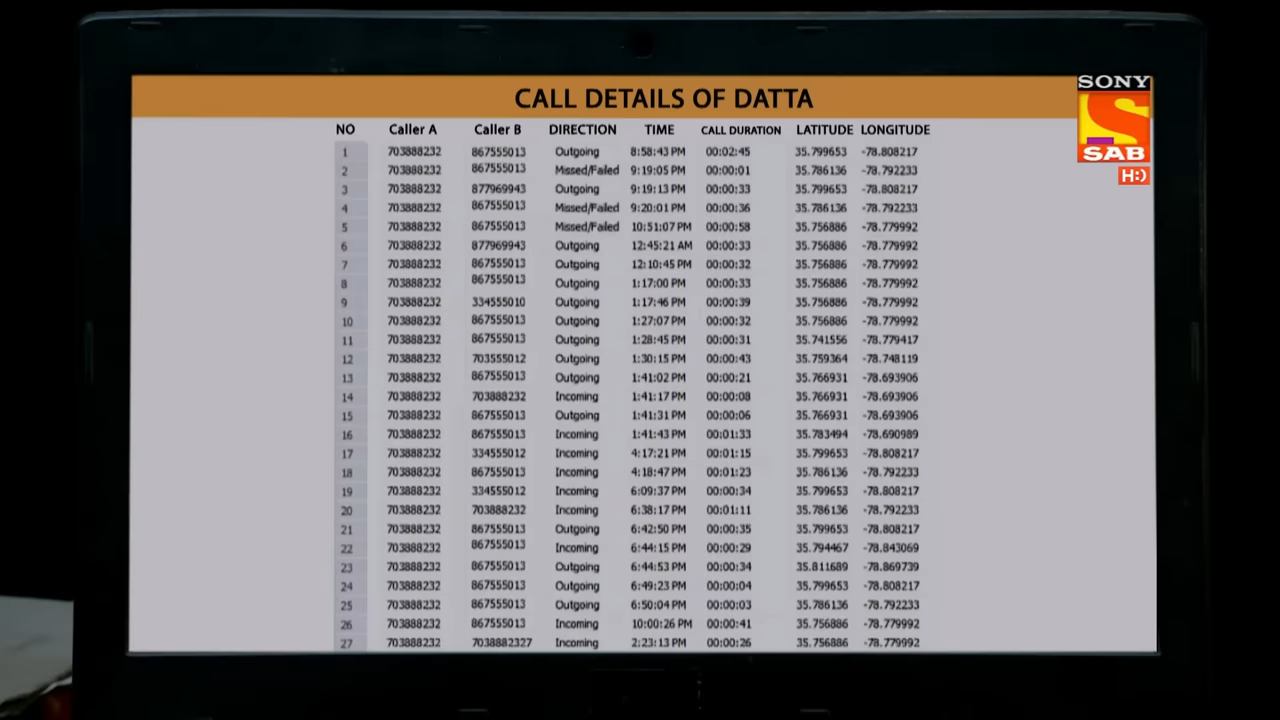 CALL DETAILS OF DATTA
SONY
S
SAB
H:)
NO Caller A Caller B DIRECTION TIME CALL DURATION LATITUDE LONGITUDE
1 703888232 867555013 Outgoing 8:58:43 PM 00:02:45 35.799653 -78.808217
2 703888232 867555013 Missed/Failed 9:19:05 PM 00:00:01 35.786136 -78.792233
3 703888232 877969943 Outgoing 9:19:13 PM 00:00:33 35.799653 -78.808217
4 703888232 867555013 Missed/Failed 9:20:01 PM 00:00:36 35.786136 -78.792233
5 703888232 867555013 Missed/Failed 10:51:07 PM 00:00:58 35.756886 -78.779992
6 703888232 877969943 Outgoing 12:45:21 AM 00:00:33 35.756886 -78.779992
7 703888232 867555013 Outgoing 12:10:45 PM 00:00:32 35.756886 -78.779992
8 703888232 867555013 Outgoing 1:17:00 PM 00:00:33 35.756886 -78.779992
9 703888232 334555010 Outgoing 1:17:46 PM 00:00:39 35.756886 -78.779992
10 703888232 867555013 Outgoing 1:27:07 PM 00:00:32 35.756886 -78.779992
11 703888232 867555013 Outgoing 1:28:45 PM 00:00:31 35.741556 -78.779417
12 703888232 703555012 Outgoing 1:30:15 PM 00:00:43 35.759364 -78.748119
13 703888232 867555013 Outgoing 1:41:02 PM 00:00:21 35.766931 -78.693906
14 703888232 703888232 Incoming 1:41:17 PM 00:00:08 35.766931 -78.693906
15 703888232 867555013 Outgoing 1:41:31 PM 00:00:06 35.766931 -78.693906
16 703888232 867555013 Incoming 1:41:43 PM 00:01:33 35.783494 -78.690989
17 703888232 334555012 Incoming 4:17:21 PM 00:01:15 35.799653 -78.808217
18 703888232 867555013 Incoming 4:18:47 PM 00:01:23 35.786136 -78.792233
19 703888232 334555012 Incoming 6:09:37 PM 00:00:34 35.799653 -78.808217
20 703888232 703888232 Incoming 6:38:17 PM 00:01:11 35.786136 -78.792233
21 703888232 867555013 Outgoing 6:42:50 PM 00:00:35 35.799653 -78.808217
22 703888232 867555013 Incoming 6:44:15 PM 00:00:29 35.794467 -78.843069
23 703888232 867555013 Outgoing 6:44:53 PM 00:00:34 35.811689 -78.869739
24 703888232 867555013 Outgoing 6:49:23 PM 00:00:04 35.799653 -78.808217
25 703888232 867555013 Outgoing 6:50:04 PM 00:00:03 35.786136 -78.792233
26 703888232 867555013 Incoming 10:00:26 PM 00:00:41 35.756886 -78.779992
27 703888232 7038882327 Incoming 2:23:13 PM 00:00:26 35.756886 -78.779992